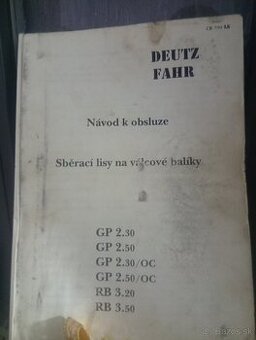 DEUTZ
FAHR
Návod k obsluze
Sběrací lisy na válcové balíky
GP 2.30
GP 2.50
GP 2.30/OC
GP 2.50/OC
RB 3.20
RB 3.50